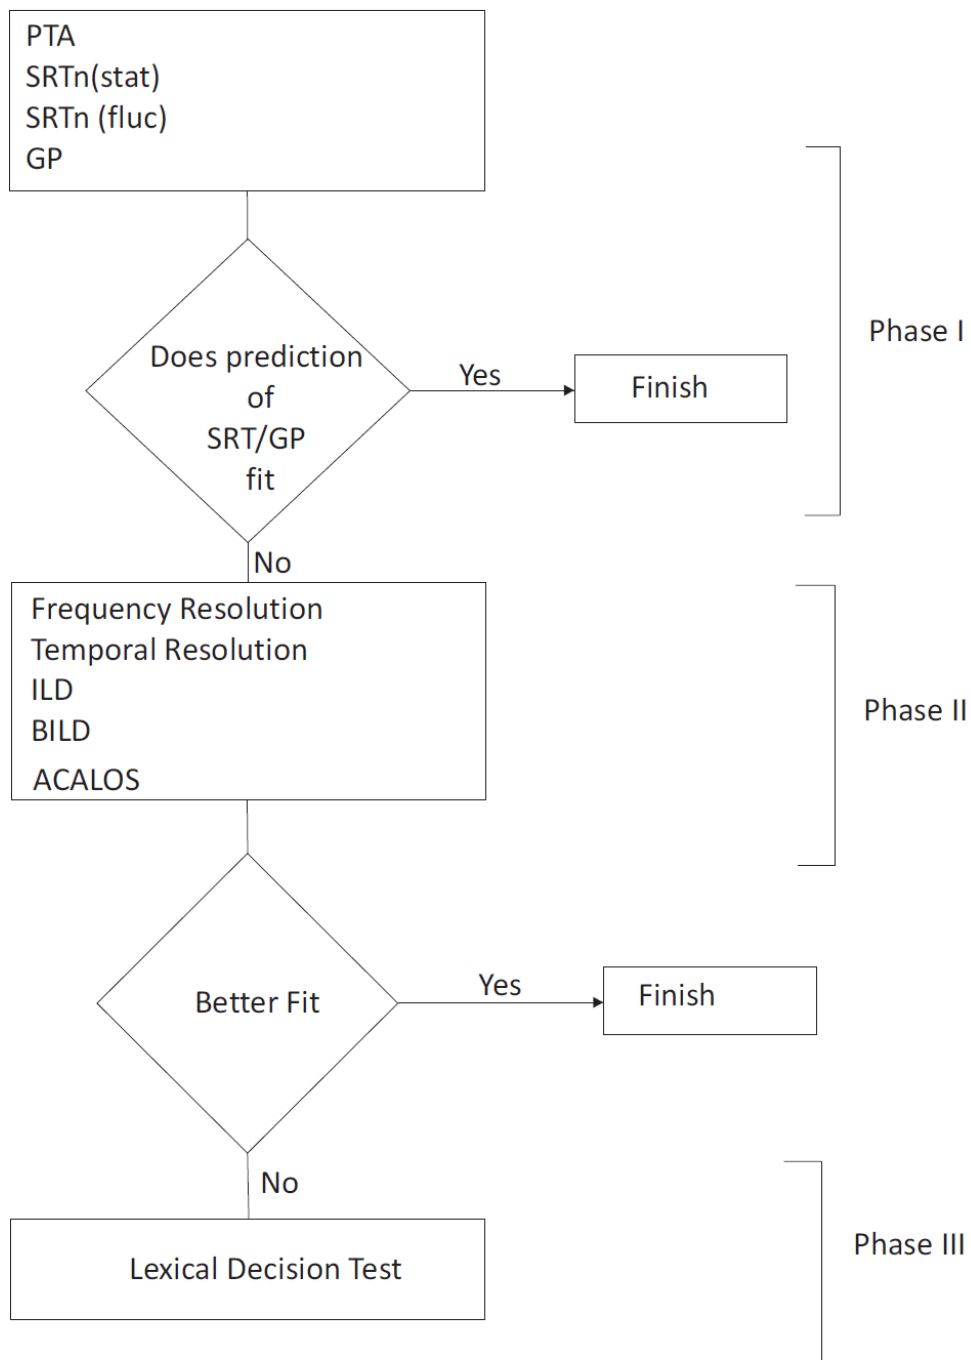 PTA
SRTn(stat)
SRTn (fluc)
GP
Phase I
Does prediction
of
SRT/GP
fit
Yes
Finish
No
Frequency Resolution
Temporal Resolution
ILD
BILD
ACALOS
Phase II
Better Fit
Yes
Finish
No
Lexical Decision Test
Phase III